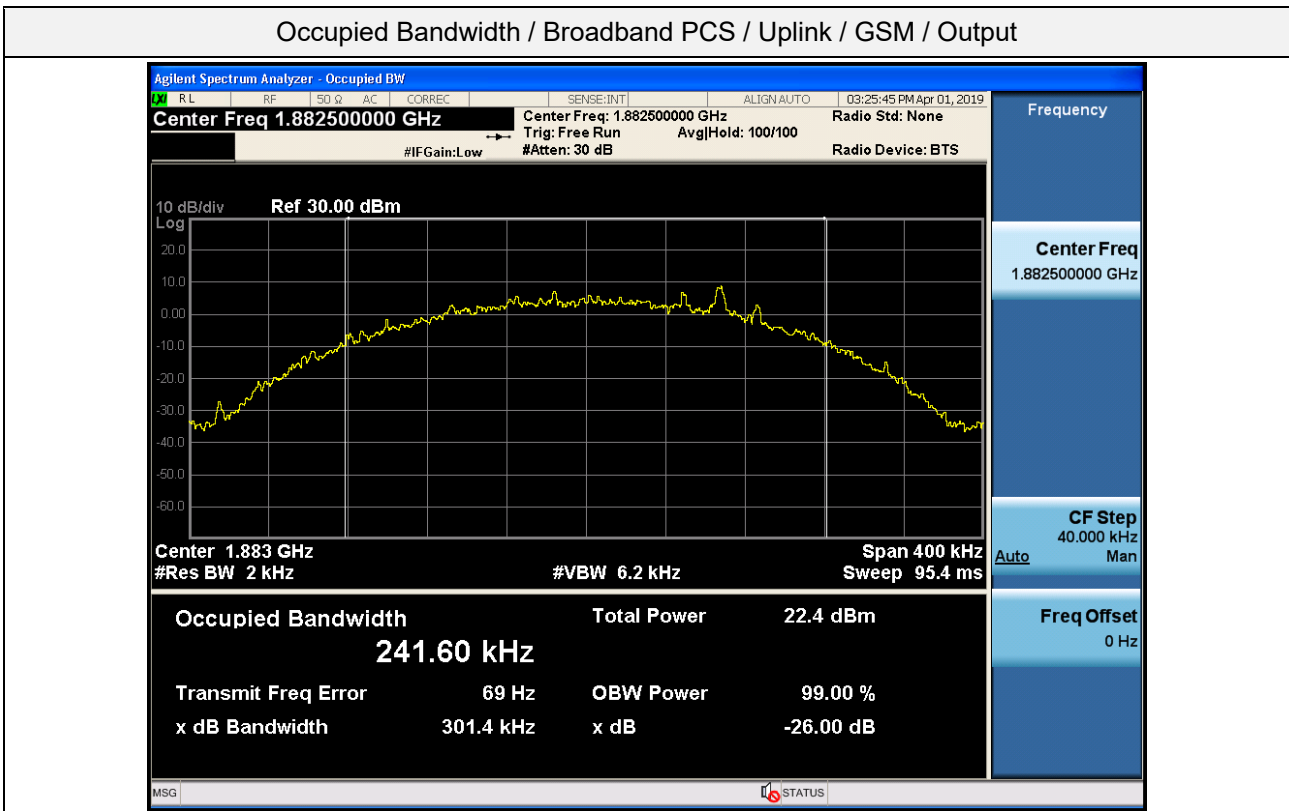 Occupied Bandwidth / Broadband PCS / Uplink / GSM / Output
Agilent Spectrum Analyzer - Occupied BW
LXI RL RF 50 Ω AC CORREC SENSE:INT ALIGN AUTO 03:25:45 PM Apr 01, 2019
Center Freq 1.882500000 GHz
Center Freq: 1.882500000 GHz Radio Std: None
Trig: Free Run Avg|Hold: 100/100
#IFGain:Low #Atten: 30 dB Radio Device: BTS
Frequency
10 dB/div Ref 30.00 dBm
Log
20.0
10.0
0.00
-10.0
-20.0
-30.0
-40.0
-50.0
-60.0
Center 1.883 GHz Span 400 kHz
#Res BW 2 kHz #VBW 6.2 kHz Sweep 95.4 ms
Center Freq
1.882500000 GHz
CF Step
40.000 kHz
Auto Man
Freq Offset
0 Hz
Occupied Bandwidth Total Power 22.4 dBm
241.60 kHz
Transmit Freq Error 69 Hz OBW Power 99.00 %
x dB Bandwidth 301.4 kHz x dB -26.00 dB
MSG STATUS